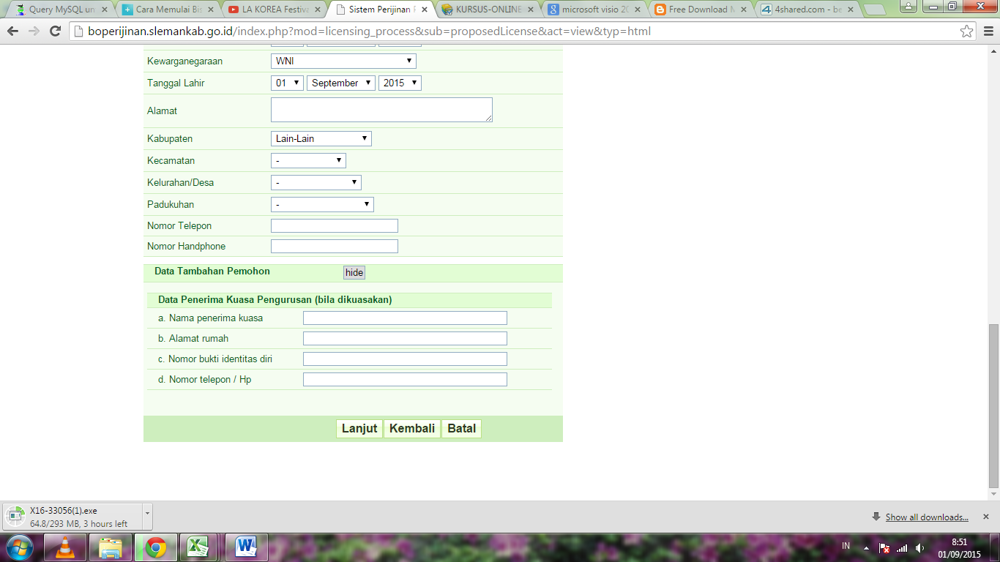 Query MySQL un
Cara Memulai Bis
LA KOREA Festiva
Sistem Perijinan P
KURSUS-ONLINE
microsoft visio 20
Free Download M
4shared.com - be
boperijinan.slemankab.go.id/index.php?mod=licensing_process&sub=proposedLicense&act=view&typ=html
Kewarganegaraan WNI
Tanggal Lahir 01 September 2015
Alamat
Kabupaten Lain-Lain
Kecamatan -
Kelurahan/Desa -
Padukuhan -
Nomor Telepon
Nomor Handphone
Data Tambahan Pemohon hide
Data Penerima Kuasa Pengurusan (bila dikuasakan)
a. Nama penerima kuasa
b. Alamat rumah
c. Nomor bukti identitas diri
d. Nomor telepon / Hp
Lanjut Kembali Batal
X16-33056(1).exe
64.8/293 MB, 3 hours left
Show all downloads...
IN
8:51
01/09/2015